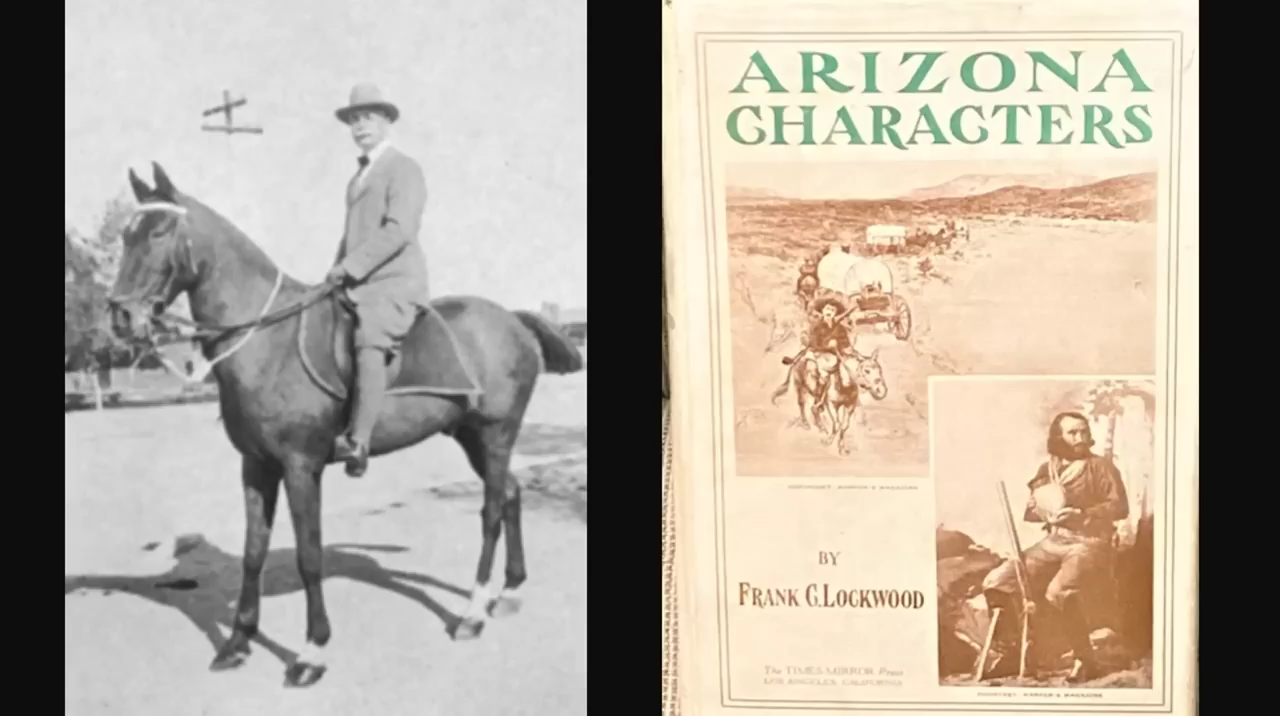 ARIZONA
CHARACTERS
BY
FRANK C. LOCKWOOD
The TIMES-MIRROR Press
LOS ANGELES, CALIFORNIA